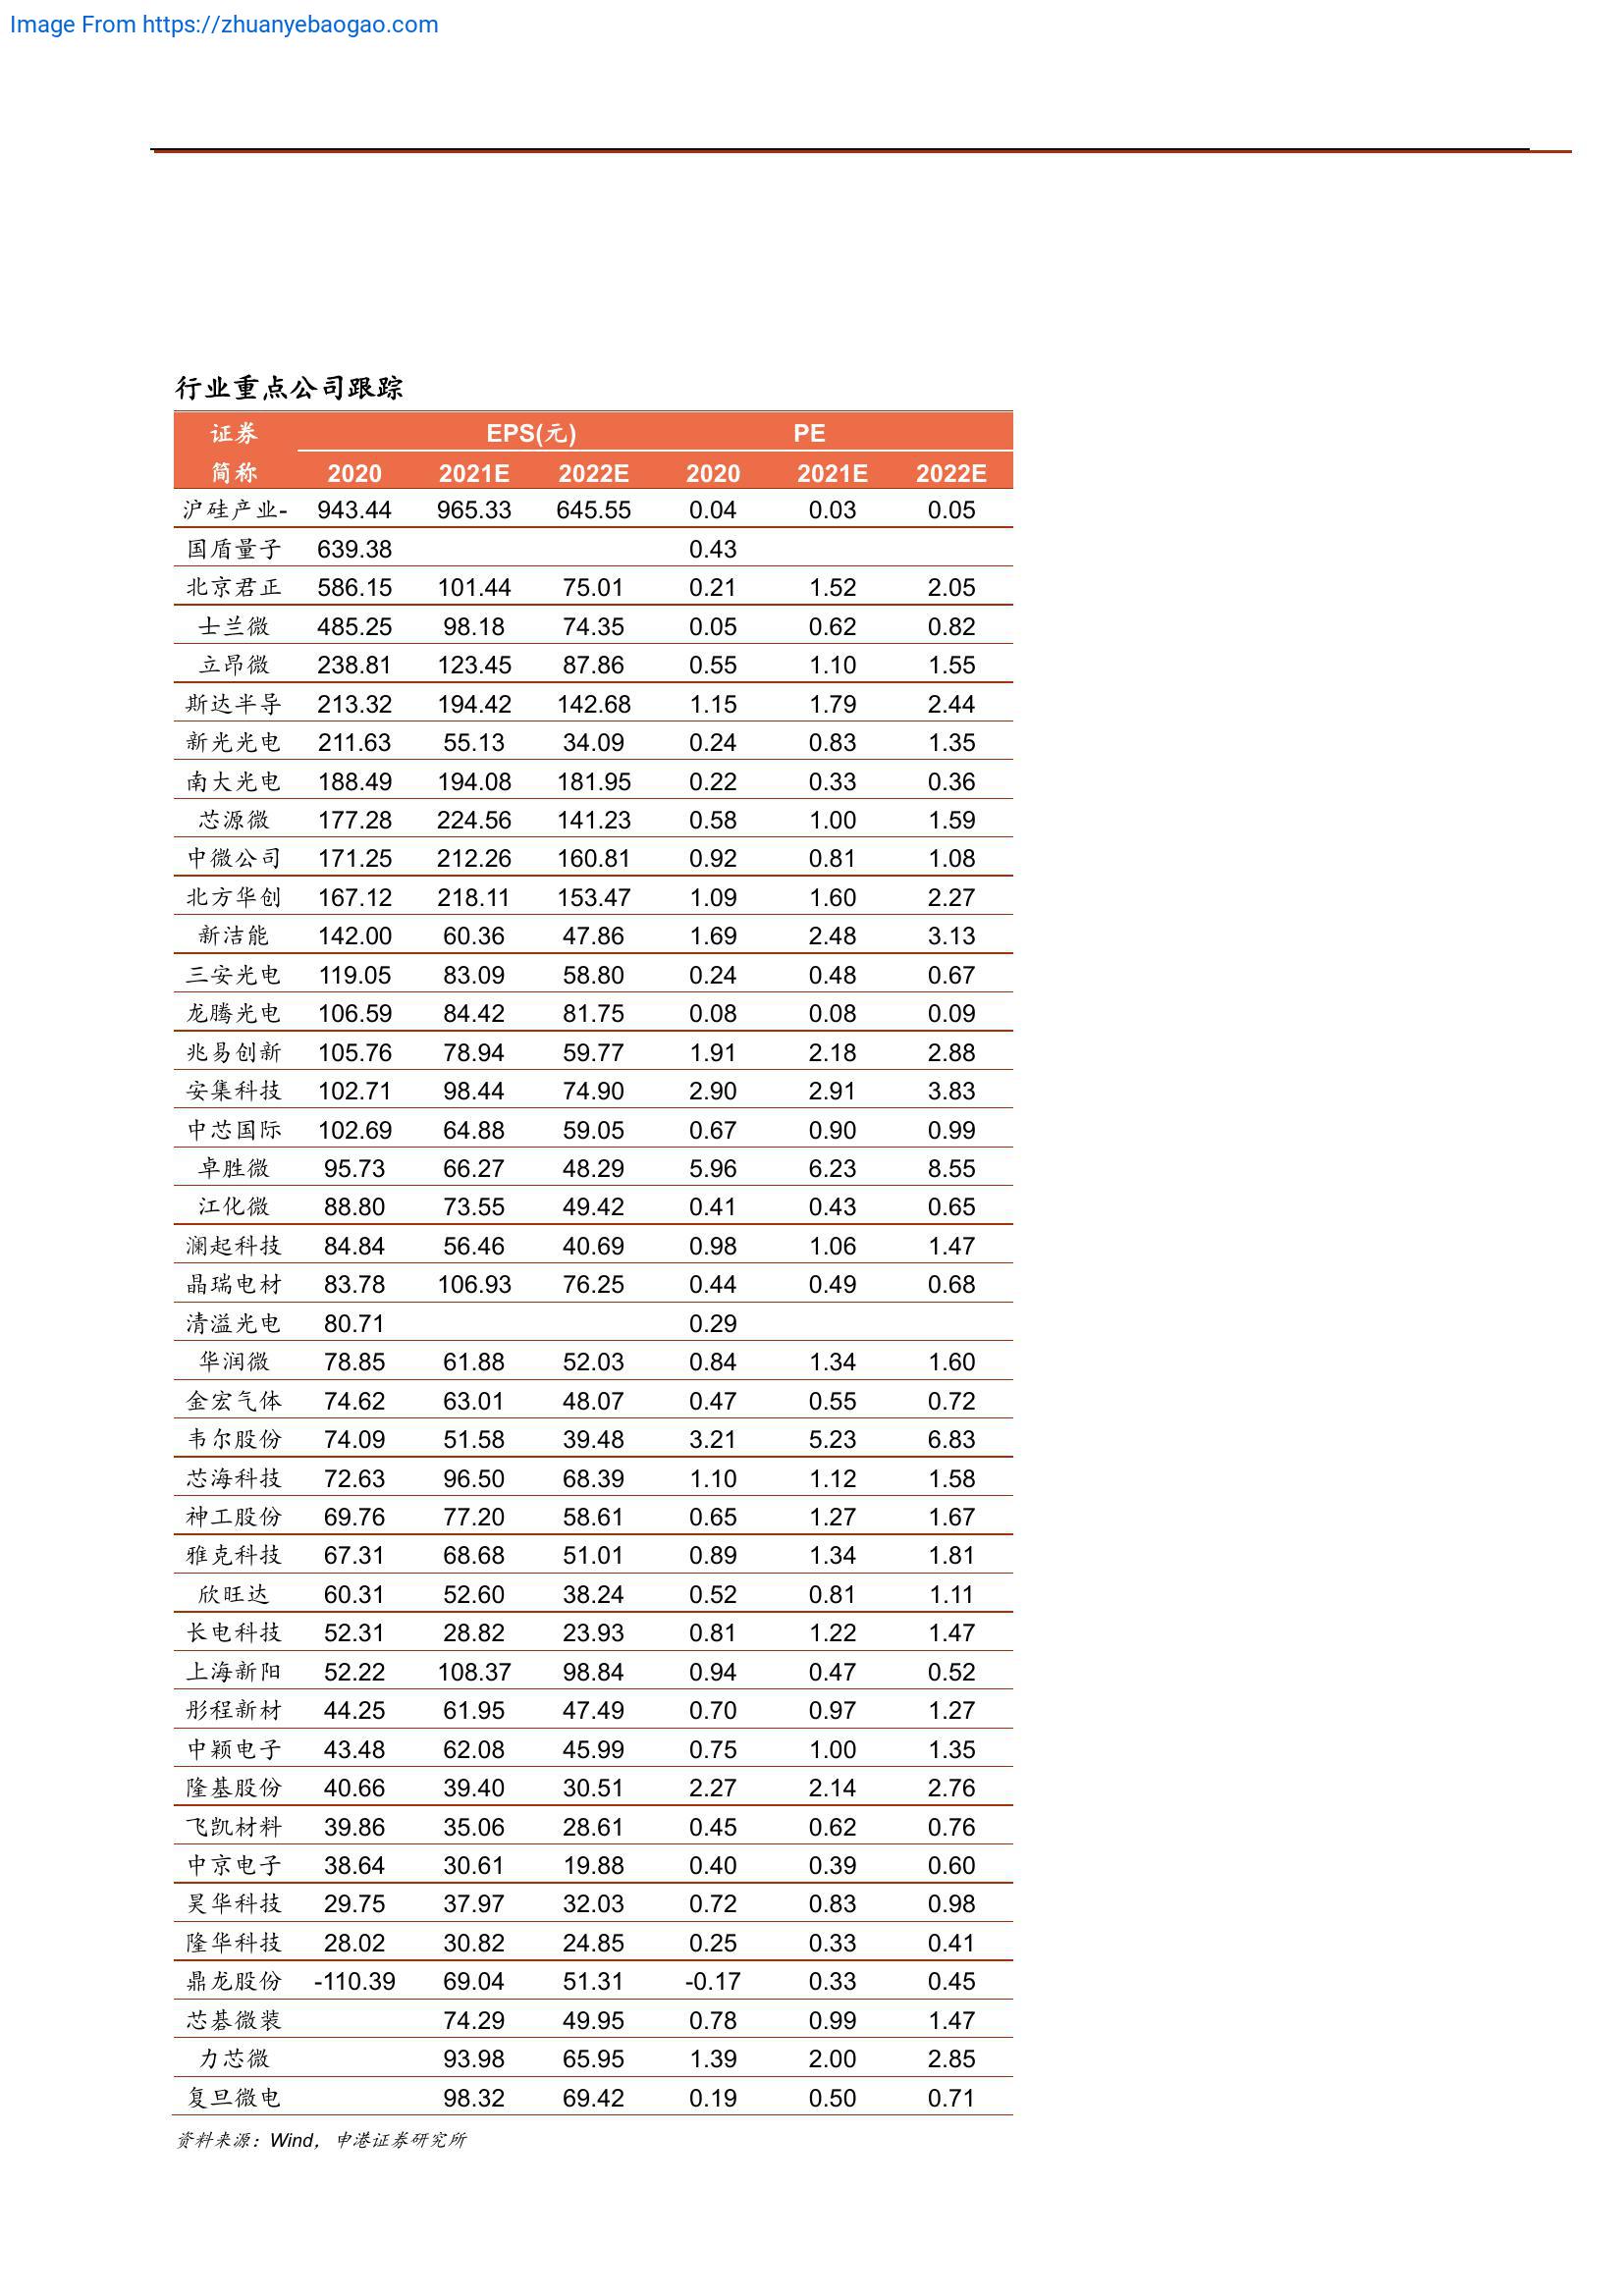 Image From https://zhuanyebaogao.com
行业重点公司跟踪
证券 EPS(元) PE
简称 2020 2021E 2022E 2020 2021E 2022E
沪硅产业- 943.44 965.33 645.55 0.04 0.03 0.05
国盾量子 639.38 0.43
北京君正 586.15 101.44 75.01 0.21 1.52 2.05
士兰微 485.25 98.18 74.35 0.05 0.62 0.82
立昂微 238.81 123.45 87.86 0.55 1.10 1.55
斯达半导 213.32 194.42 142.68 1.15 1.79 2.44
新光光电 211.63 55.13 34.09 0.24 0.83 1.35
南大光电 188.49 194.08 181.95 0.22 0.33 0.36
芯源微 177.28 224.56 141.23 0.58 1.00 1.59
中微公司 171.25 212.26 160.81 0.92 0.81 1.08
北方华创 167.12 218.11 153.47 1.09 1.60 2.27
新洁能 142.00 60.36 47.86 1.69 2.48 3.13
三安光电 119.05 83.09 58.80 0.24 0.48 0.67
龙腾光电 106.59 84.42 81.75 0.08 0.08 0.09
兆易创新 105.76 78.94 59.77 1.91 2.18 2.88
安集科技 102.71 98.44 74.90 2.90 2.91 3.83
中芯国际 102.69 64.88 59.05 0.67 0.90 0.99
卓胜微 95.73 66.27 48.29 5.96 6.23 8.55
江化微 88.80 73.55 49.42 0.41 0.43 0.65
澜起科技 84.84 56.46 40.69 0.98 1.06 1.47
晶瑞电材 83.78 106.93 76.25 0.44 0.49 0.68
清溢光电 80.71 0.29
华润微 78.85 61.88 52.03 0.84 1.34 1.60
金宏气体 74.62 63.01 48.07 0.47 0.55 0.72
韦尔股份 74.09 51.58 39.48 3.21 5.23 6.83
芯海科技 72.63 96.50 68.39 1.10 1.12 1.58
神工股份 69.76 77.20 58.61 0.65 1.27 1.67
雅克科技 67.31 68.68 51.01 0.89 1.34 1.81
欣旺达 60.31 52.60 38.24 0.52 0.81 1.11
长电科技 52.31 28.82 23.93 0.81 1.22 1.47
上海新阳 52.22 108.37 98.84 0.94 0.47 0.52
彤程新材 44.25 61.95 47.49 0.70 0.97 1.27
中颖电子 43.48 62.08 45.99 0.75 1.00 1.35
隆基股份 40.66 39.40 30.51 2.27 2.14 2.76
飞凯材料 39.86 35.06 28.61 0.45 0.62 0.76
中京电子 38.64 30.61 19.88 0.40 0.39 0.60
昊华科技 29.75 37.97 32.03 0.72 0.83 0.98
隆华科技 28.02 30.82 24.85 0.25 0.33 0.41
鼎龙股份 -110.39 69.04 51.31 -0.17 0.33 0.45
芯碁微装 74.29 49.95 0.78 0.99 1.47
力芯微 93.98 65.95 1.39 2.00 2.85
复旦微电 98.32 69.42 0.19 0.50 0.71
资料来源：Wind，申港证券研究所